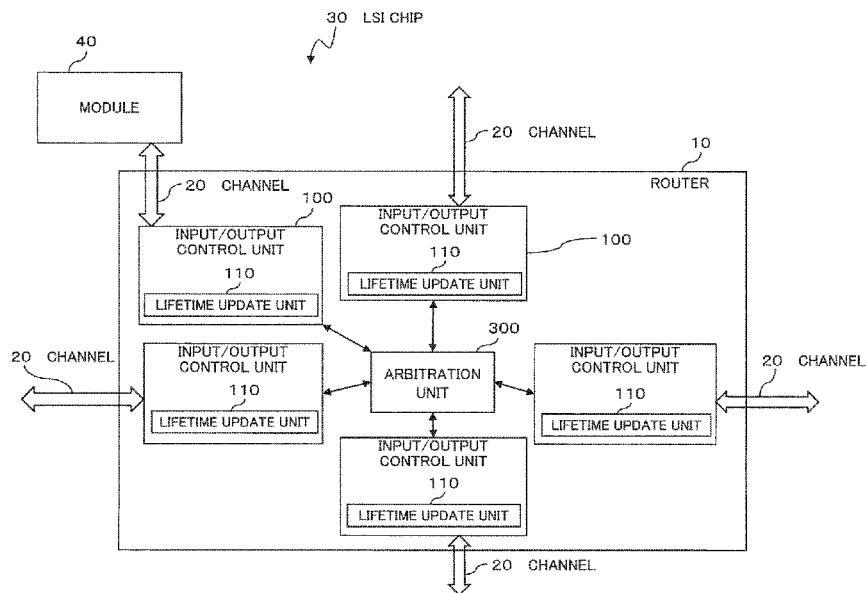 30 LSI CHIP
40
MODULE
20 CHANNEL
10
ROUTER
20 CHANNEL
100
INPUT/OUTPUT
CONTROL UNIT
110
LIFETIME UPDATE UNIT
INPUT/OUTPUT
CONTROL UNIT
100
110
LIFETIME UPDATE UNIT
300
ARBITRATION
UNIT
20 CHANNEL
INPUT/OUTPUT
CONTROL UNIT
110
LIFETIME UPDATE UNIT
INPUT/OUTPUT
CONTROL UNIT
110
LIFETIME UPDATE UNIT
20 CHANNEL
INPUT/OUTPUT
CONTROL UNIT
110
LIFETIME UPDATE UNIT
20 CHANNEL